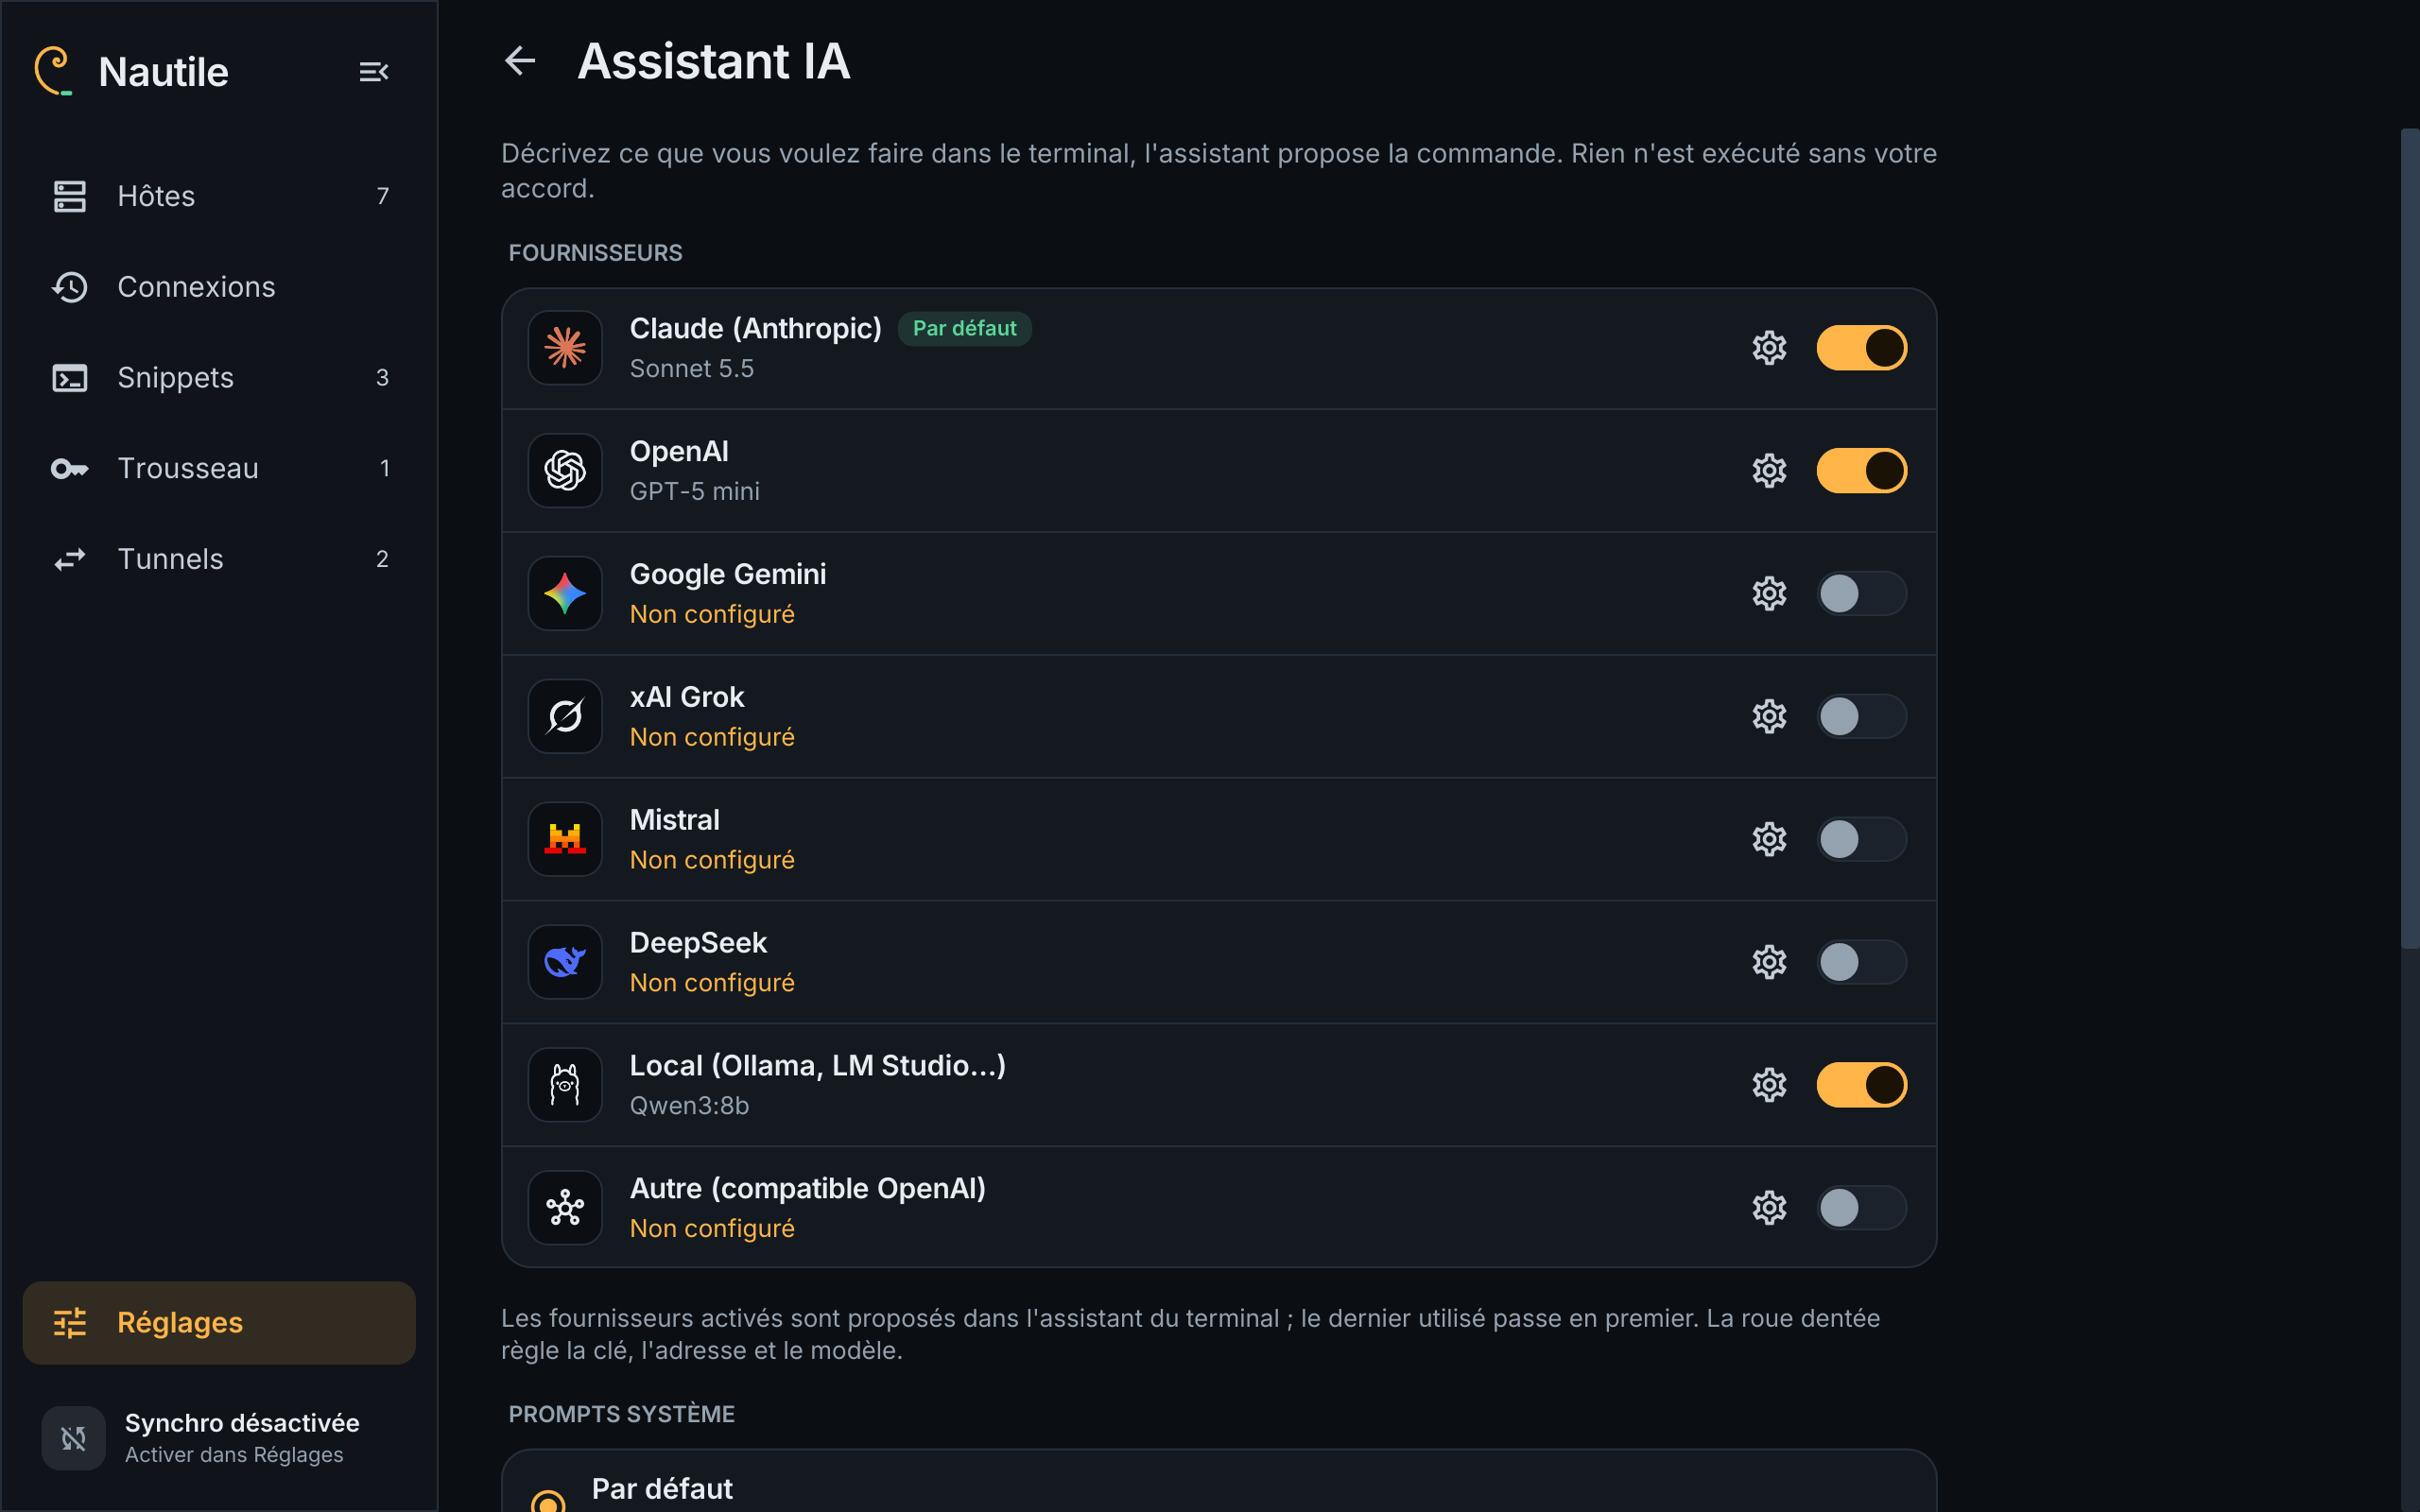 Nautile
Hôtes 7
Connexions
Snippets 3
Trousseau 1
Tunnels 2
Réglages
Synchro désactivée
Activer dans Réglages
Assistant IA
Décrivez ce que vous voulez faire dans le terminal, l'assistant propose la commande. Rien n'est exécuté sans votre
accord.
FOURNISSEURS
Claude (Anthropic) Par défaut
Sonnet 5.5
OpenAI
GPT-5 mini
Google Gemini
Non configuré
xAI Grok
Non configuré
Mistral
Non configuré
DeepSeek
Non configuré
Local (Ollama, LM Studio...)
Qwen3:8b
Autre (compatible OpenAI)
Non configuré
Les fournisseurs activés sont proposés dans l'assistant du terminal ; le dernier utilisé passe en premier. La roue dentée
règle la clé, l'adresse et le modèle.
PROMPTS SYSTÈME
Par défaut